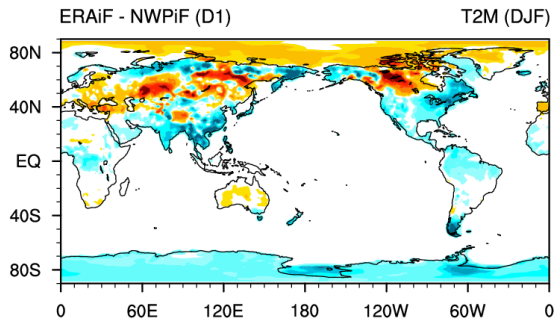 ERAiF - NWPiF (D1) T2M (DJF)
80N
40N
EQ
40S
80S
0 60E 120E 180 120W 60W 0